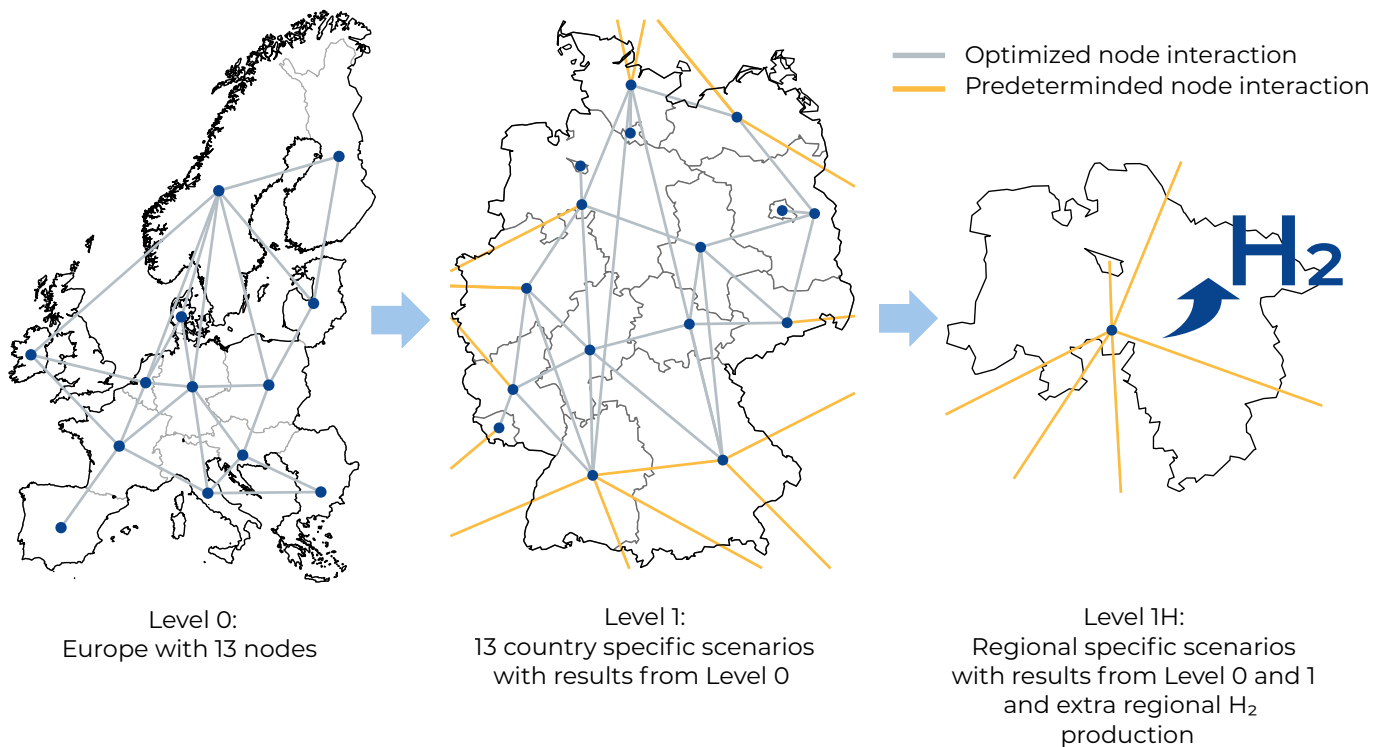 Optimized node interaction
Predeterminded node interaction
H₂
Level 0:
Europe with 13 nodes
Level 1:
13 country specific scenarios
with results from Level 0
Level 1H:
Regional specific scenarios
with results from Level 0 and 1
and extra regional H₂
production